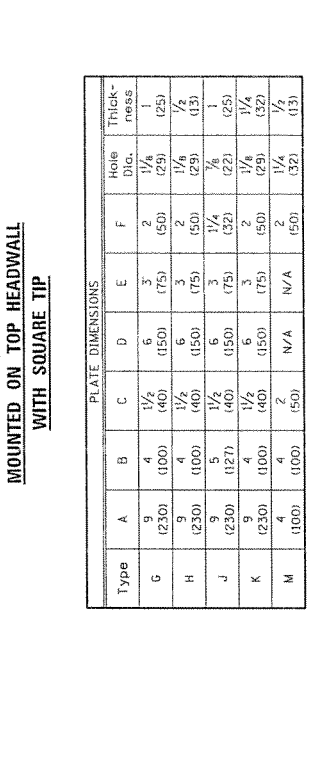 MOUNTED ON TOP HEADWALL
WITH SQUARE TIP
PLATE DIMENSIONS
Type A B C D E F Hole Dia. Thick-ness
G 9 (230) 4 (100) 1½ (40) 6 (150) 3 (75) 2 (50) 1⅛ (29) 1 (25)
H 9 (230) 4 (100) 1½ (40) 6 (150) 3 (75) 2 (50) 1⅛ (29) ½ (13)
J 9 (230) 5 (127) 1½ (40) 6 (150) 3 (75) 1¼ (32) ⅞ (22) 1 (25)
K 9 (230) 4 (100) 1½ (40) 6 (150) 3 (75) 2 (50) 1⅛ (29) 1¼ (32)
M 4 (100) 4 (100) 2 (50) N/A N/A 2 (50) 1¼ (32) ½ (13)